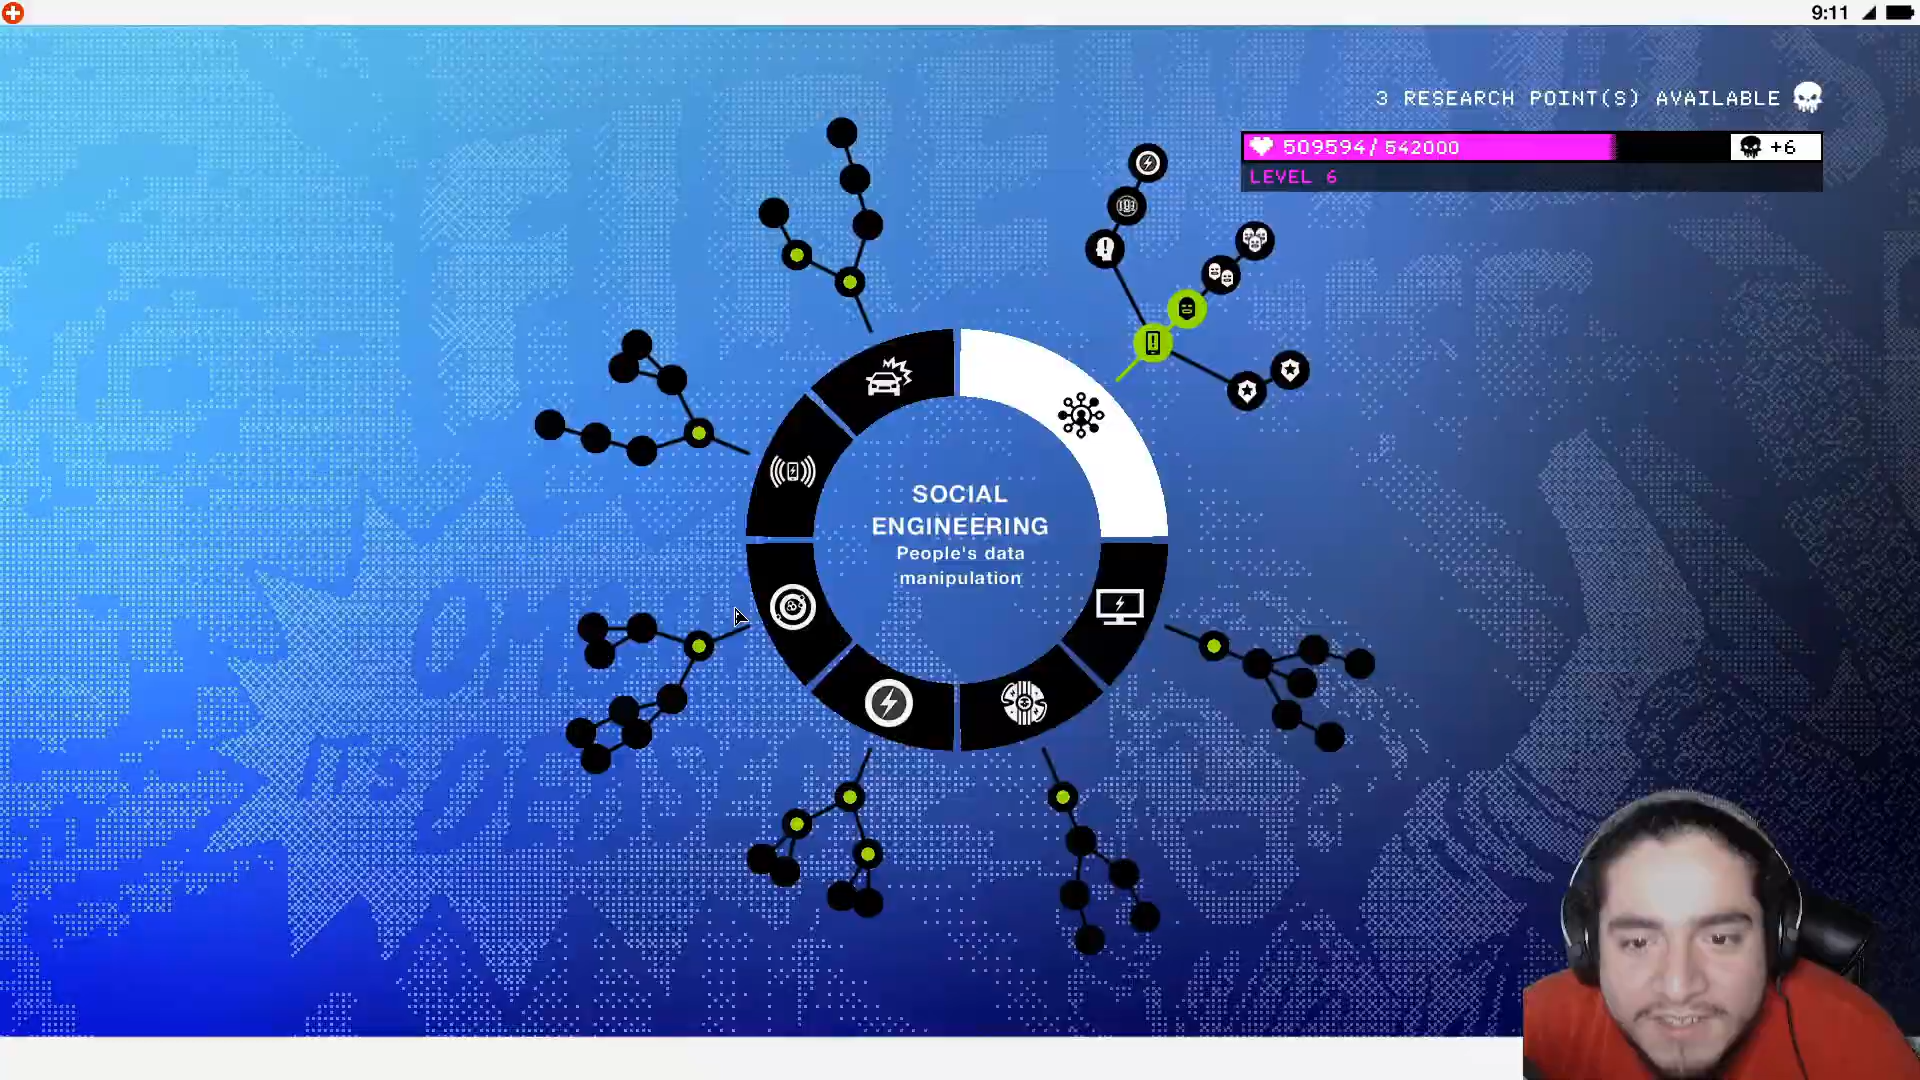 9:11
3 RESEARCH POINT(S) AVAILABLE
509594/ 542000
+6
LEVEL 6
SOCIAL
ENGINEERING
People's data
manipulation